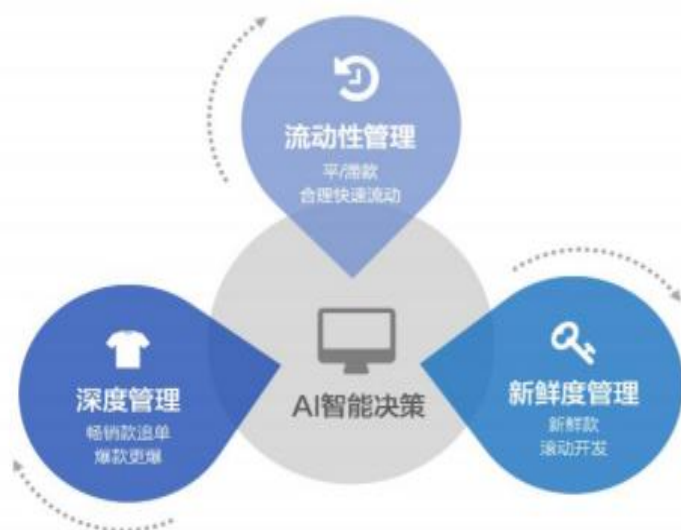 流动性管理
平/滞款
合理快速流动
AI智能决策
深度管理
畅销款追单
爆款更爆
新鲜度管理
新鲜款
滚动开发